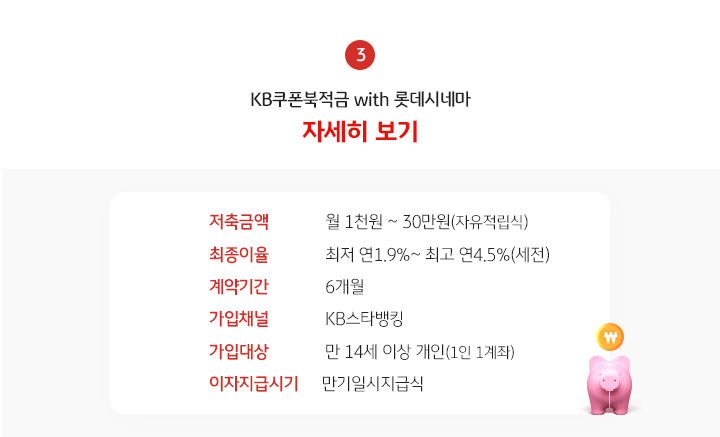 3
KB쿠폰북적금 with 롯데시네마
자세히 보기
저축금액 월 1천원 ~ 30만원(자유적립식)
최종이율 최저 연1.9%~ 최고 연4.5%(세전)
계약기간 6개월
가입채널 KB스타뱅킹
가입대상 만 14세 이상 개인(1인 1계좌)
이자지급시기 만기일시지급식
₩